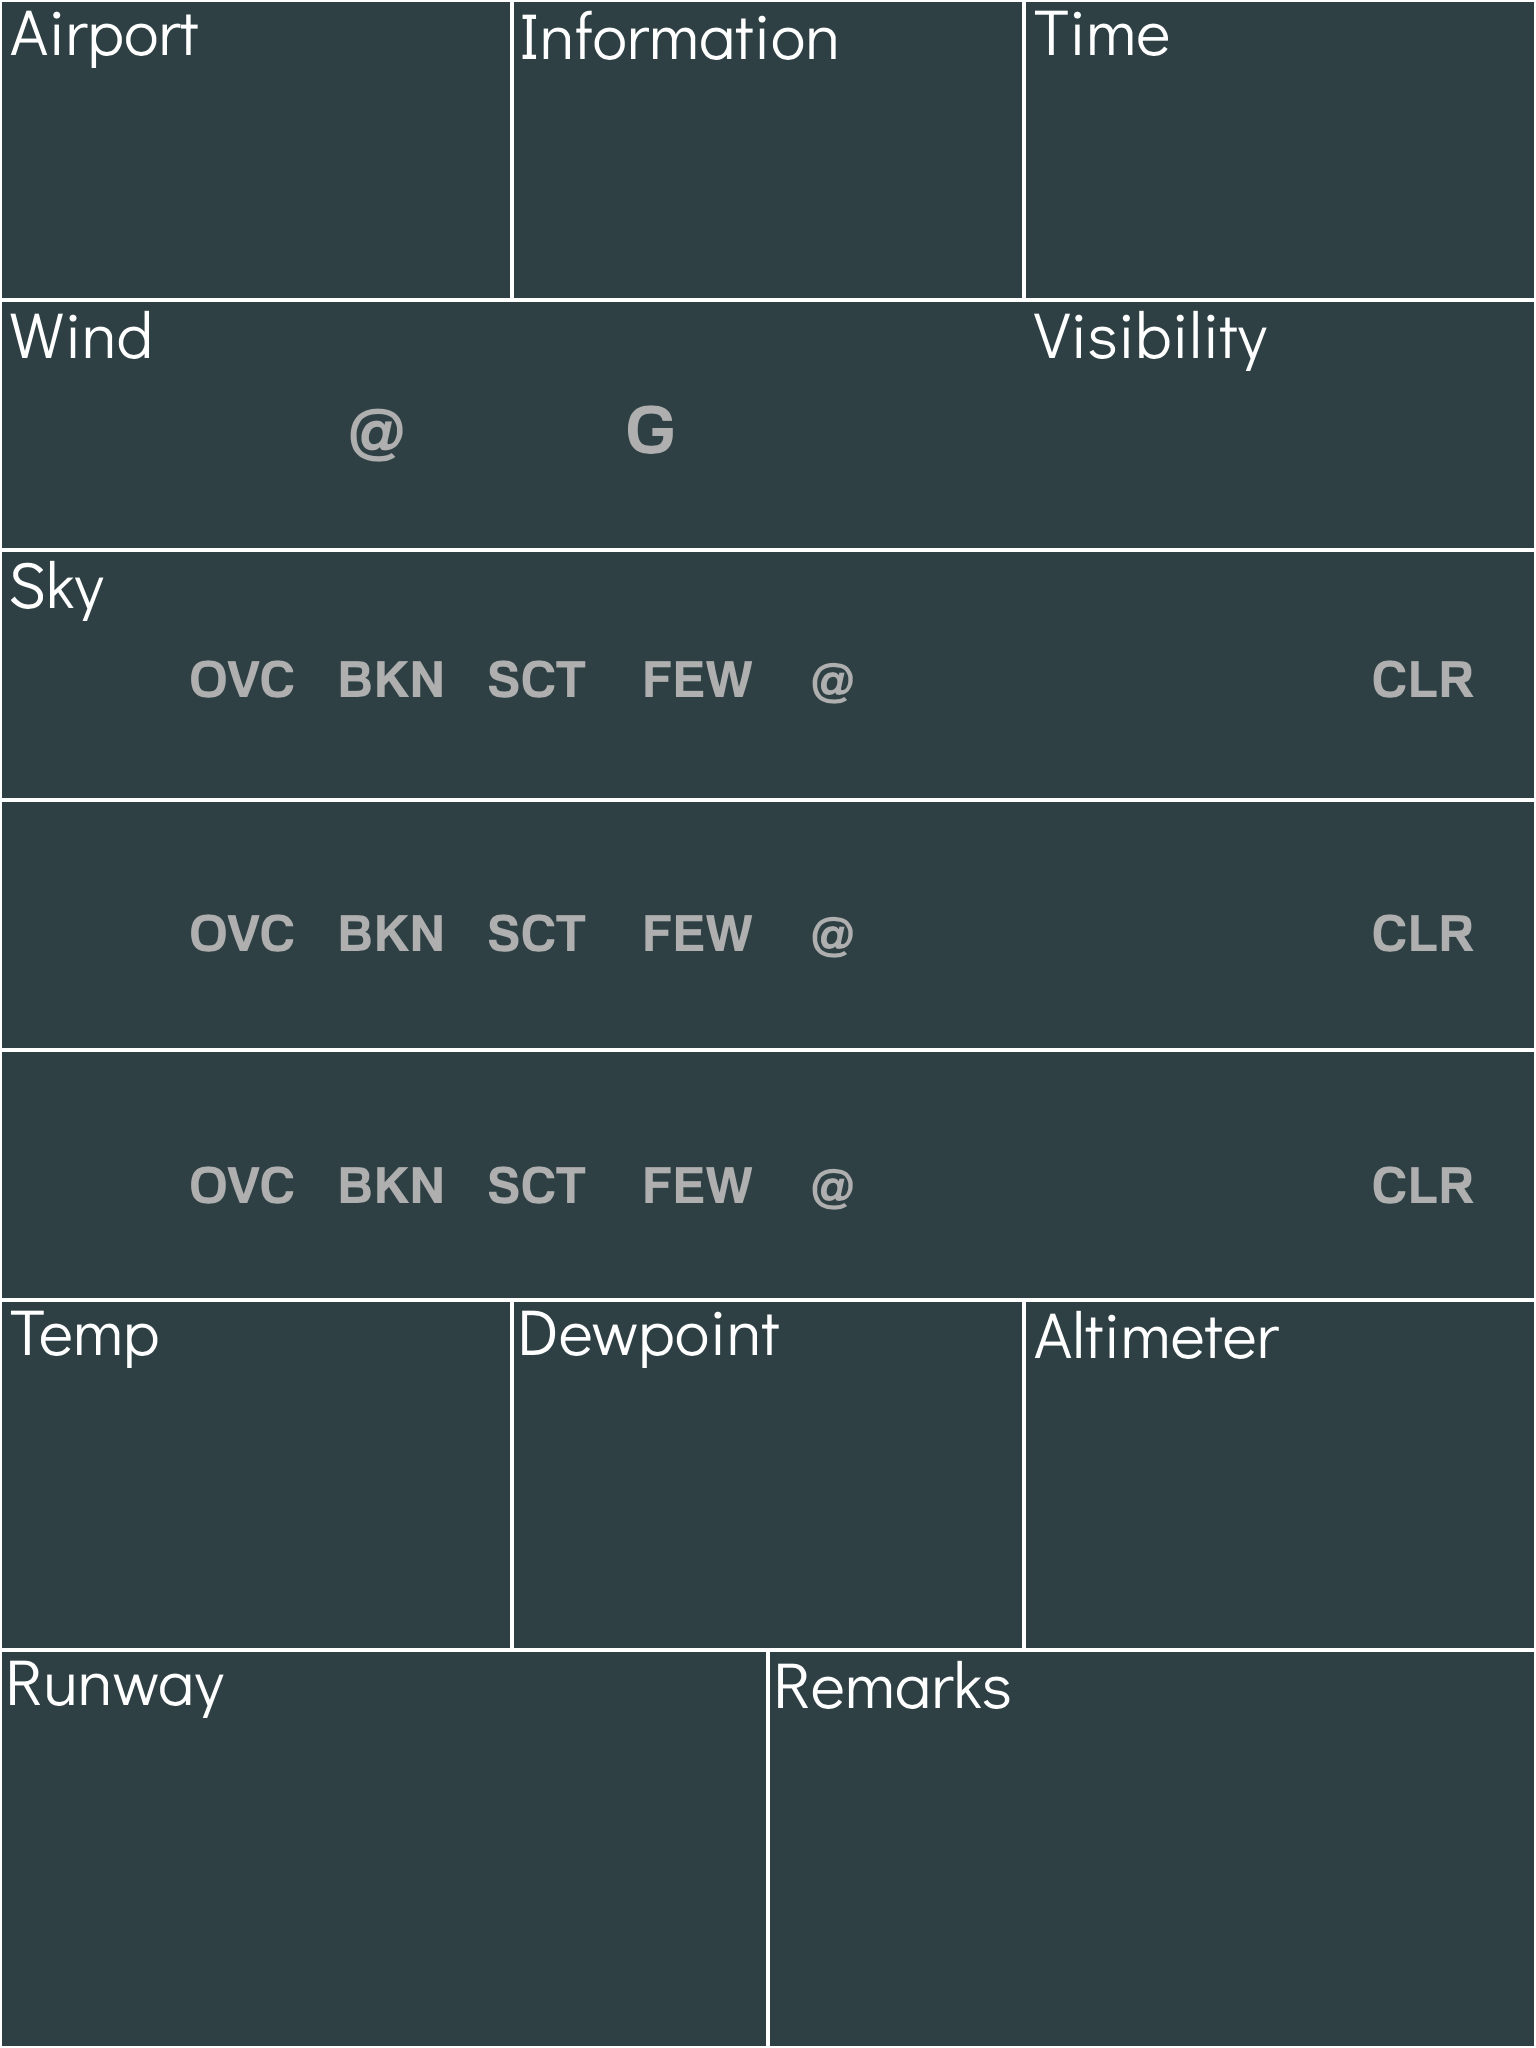 Airport Information Time
Wind Visibility
@ G
Sky
OVC BKN SCT FEW @ CLR
OVC BKN SCT FEW @ CLR
OVC BKN SCT FEW @ CLR
Temp Dewpoint Altimeter
Runway Remarks